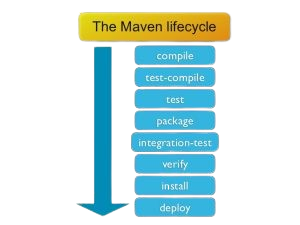 The Maven lifecycle
compile
test-compile
test
package
integration-test
verify
install
deploy